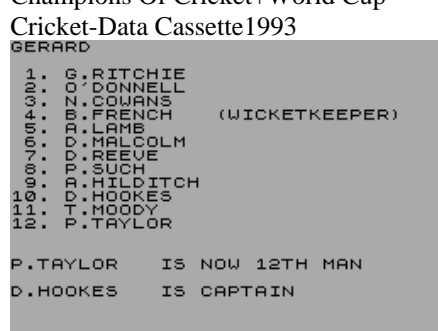 Champions Of Cricket+World Cup
Cricket-Data Cassette1993
GERARD
1. G.RITCHIE
2. O'DONNELL
3. N.COWANS
4. B.FRENCH (WICKETKEEPER)
5. A.LAMB
6. D.MALCOLM
7. D.REEVE
8. P.SUCH
9. A.HILDITCH
10. D.HOOKES
11. T.MOODY
12. P.TAYLOR
P.TAYLOR IS NOW 12TH MAN
D.HOOKES IS CAPTAIN